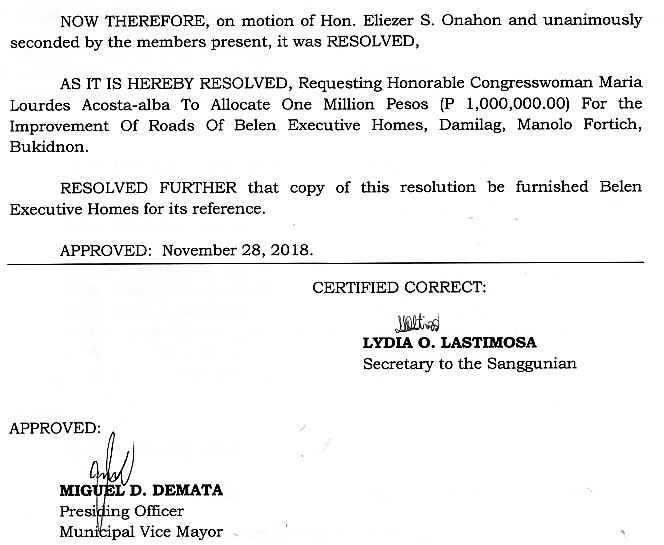 NOW THEREFORE, on motion of Hon. Eliezer S. Onahon and unanimously
seconded by the members present, it was RESOLVED,
AS IT IS HEREBY RESOLVED, Requesting Honorable Congresswoman Maria
Lourdes Acosta-alba To Allocate One Million Pesos (P 1,000,000.00) For the
Improvement Of Roads Of Belen Executive Homes, Damilag, Manolo Fortich,
Bukidnon.
RESOLVED FURTHER that copy of this resolution be furnished Belen
Executive Homes for its reference.
APPROVED: November 28, 2018.
CERTIFIED CORRECT:
LYDIA O. LASTIMOSA
Secretary to the Sanggunian
APPROVED:
MIGUEL D. DEMATA
Presiding Officer
Municipal Vice Mayor